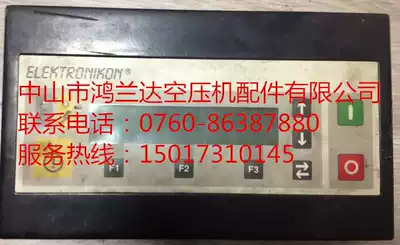 ELEKTRONIKON®
中山市鸿兰达空压机配件有限公司
联系电话：0760-86387880
服务热线：15017310145
F1 F2 F3